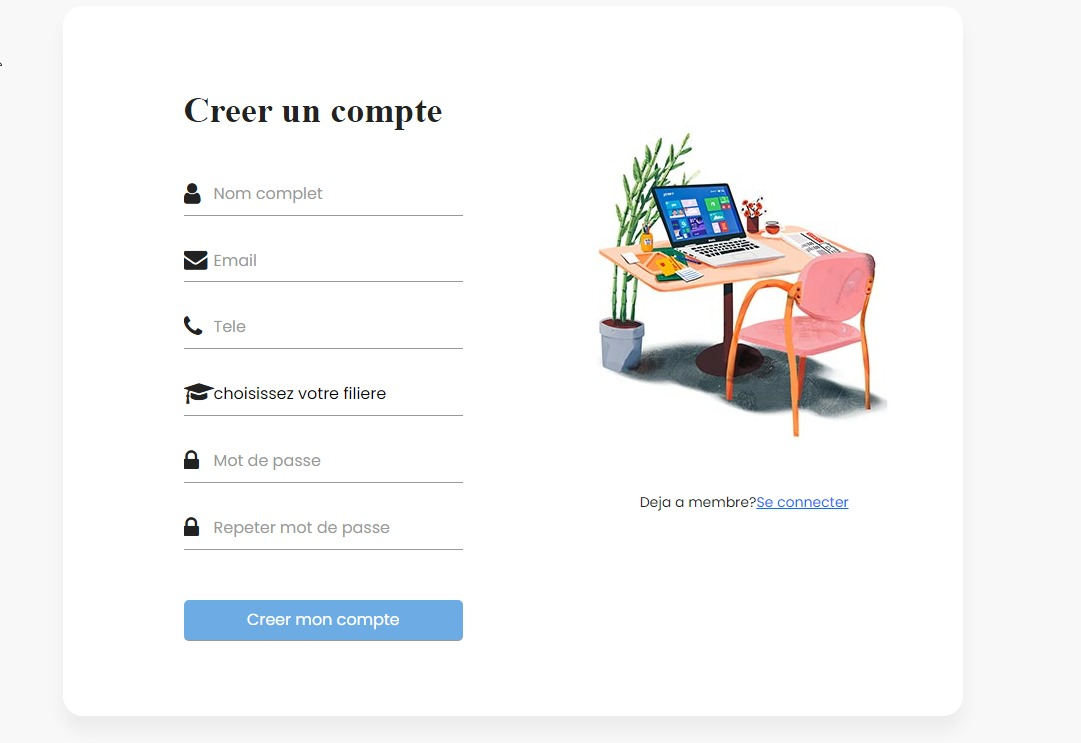 Creer un compte
Nom complet
Email
Tele
choisissez votre filiere
Mot de passe
Repeter mot de passe
Creer mon compte
Deja a membre?Se connecter